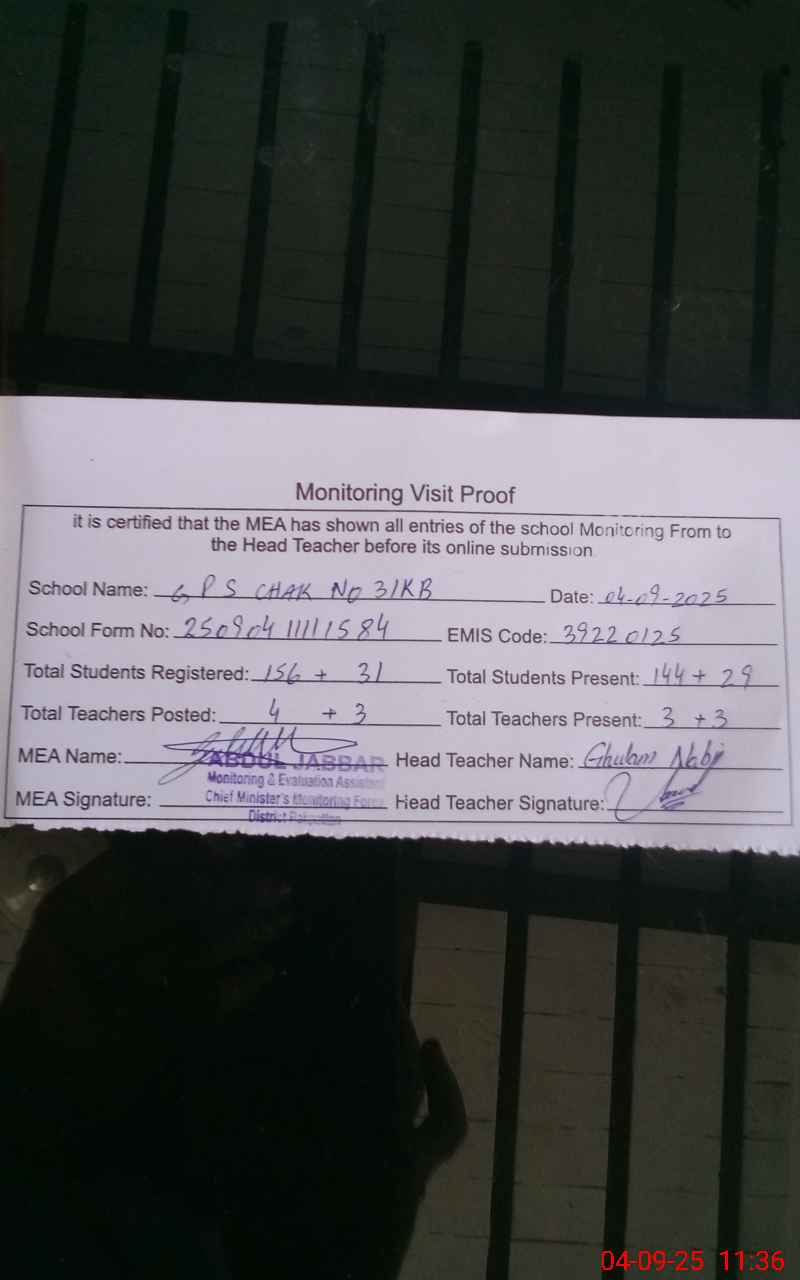 Monitoring Visit Proof
it is certified that the MEA has shown all entries of the school Monitoring From to
the Head Teacher before its online submission.
School Name: G P S CHAK NO 31KB Date: 04-09-2025
School Form No: 25090411111584 EMIS Code: 39220125
Total Students Registered: 156 + 31 Total Students Present: 144 + 29
Total Teachers Posted: 4 + 3 Total Teachers Present: 3 + 3
MEA Name: ABDUL JABBAR Head Teacher Name: Ghulam Nabi
Monitoring & Evaluation Assistant
MEA Signature: Chief Minister's Monitoring Force Head Teacher Signature:
District Pakpattan
04-09-25 11:36